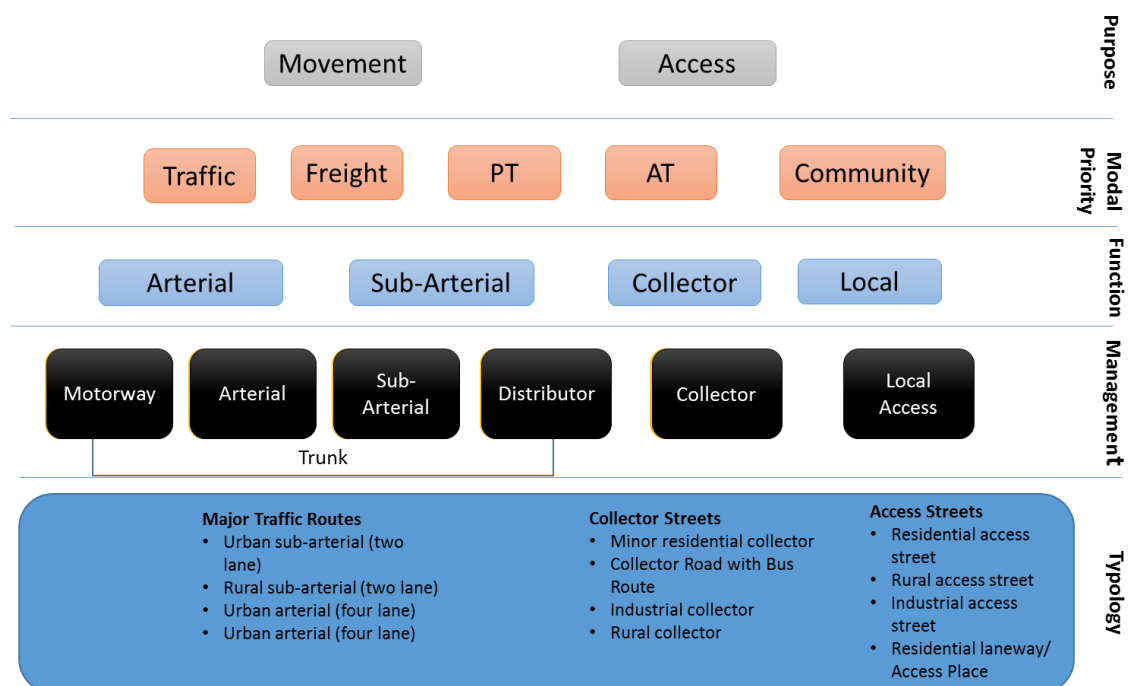 Purpose
Movement
Access
Modal
Priority
Traffic
Freight
PT
AT
Community
Function
Arterial
Sub-Arterial
Collector
Local
Management
Motorway
Arterial
Sub-
Arterial
Distributor
Collector
Local
Access
Trunk
Typology
Major Traffic Routes
• Urban sub-arterial (two
lane)
• Rural sub-arterial (two lane)
• Urban arterial (four lane)
• Urban arterial (four lane)
Collector Streets
• Minor residential collector
• Collector Road with Bus
Route
• Industrial collector
• Rural collector
Access Streets
• Residential access
street
• Rural access street
• Industrial access
street
• Residential laneway/
Access Place